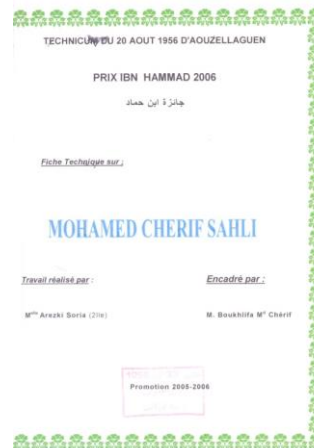 TECHNICUM DU 20 AOUT 1956 D'AOUZELLAGUEN
PRIX IBN HAMMAD 2006
جائزة ابن حماد
Fiche Technique sur :
MOHAMED CHERIF SAHLI
Travail réalisé par :
Encadré par :
Mlle Arezki Soria (2IIe)
M. Boukhlifa Md Chérif
Promotion 2005-2006